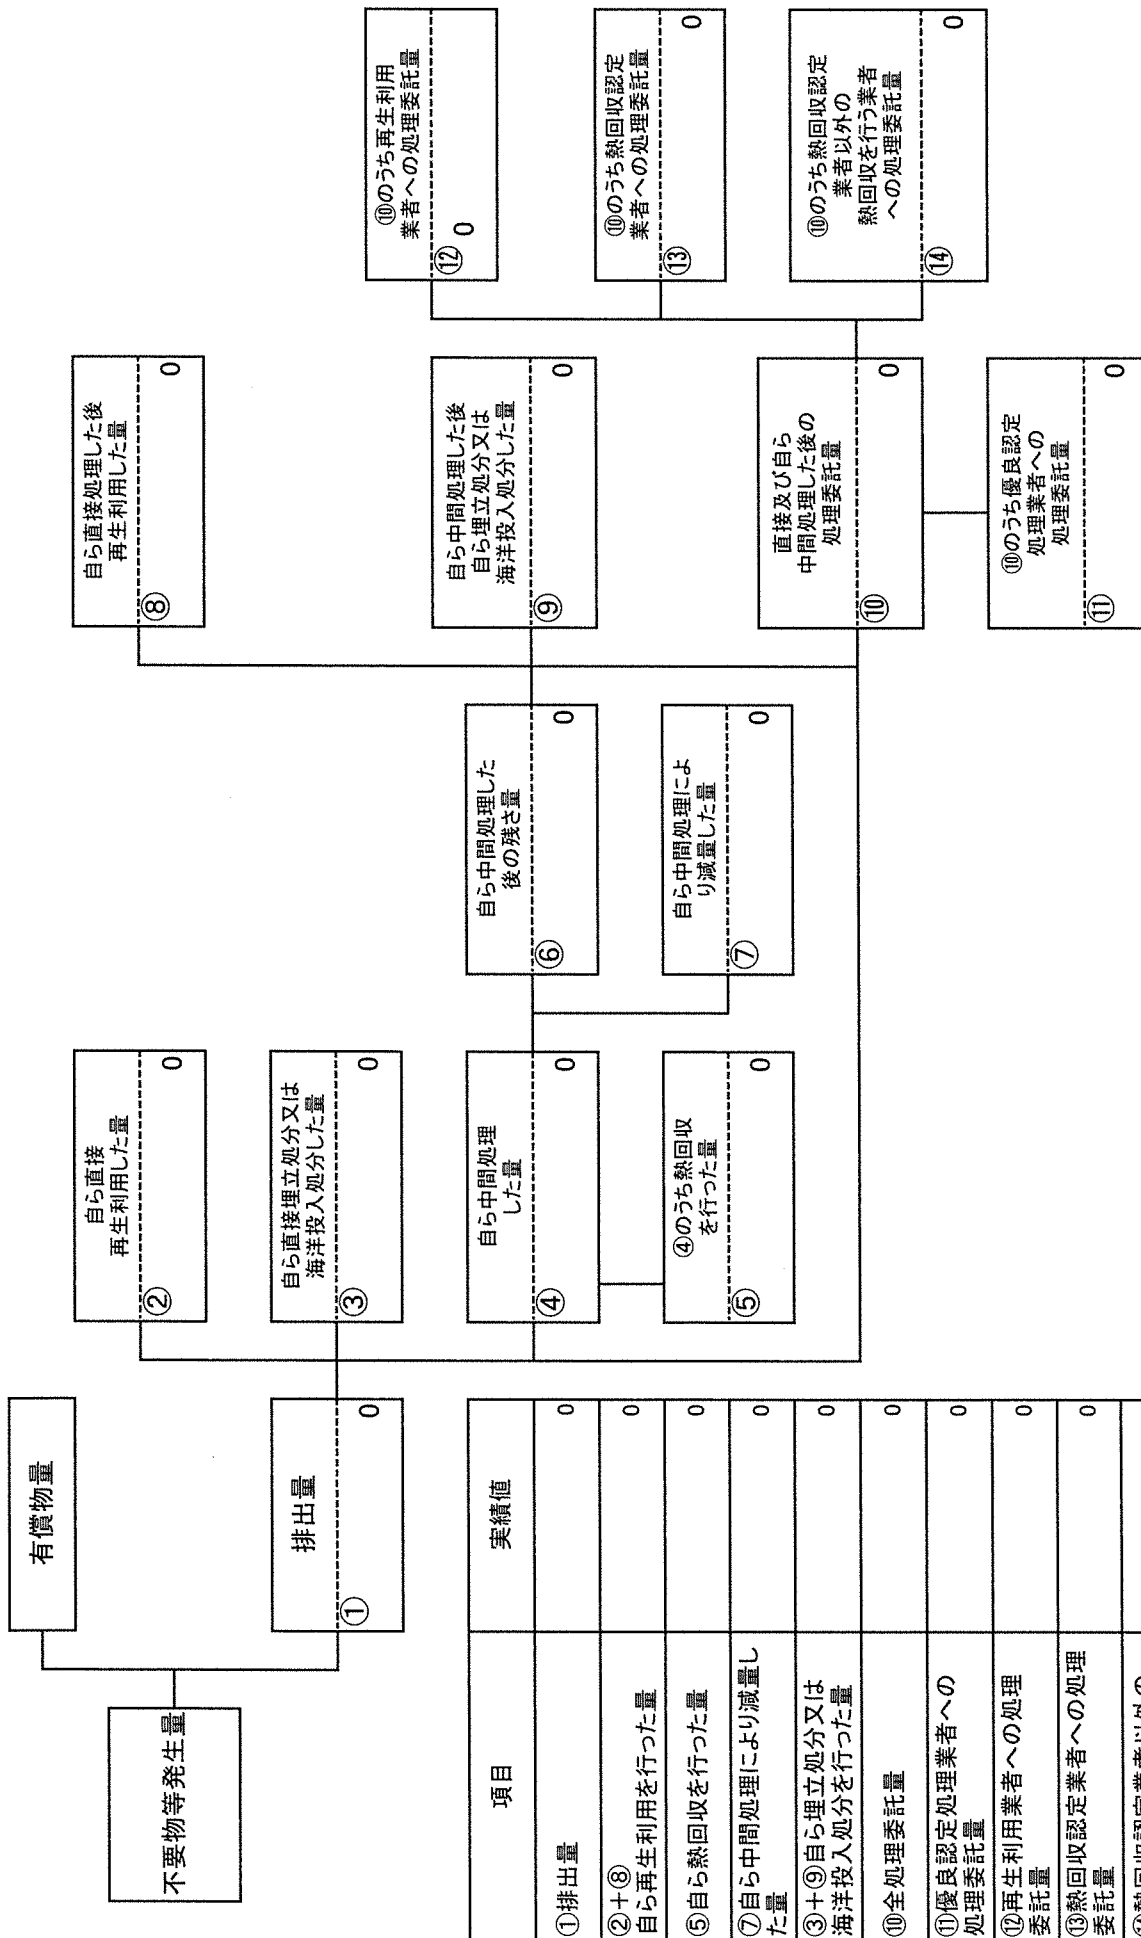 不要物等発生量
有償物量
排出量
①
0
自ら直接
再生利用した量
②
0
自ら直接埋立処分又は
海洋投入処分した量
③
0
自ら中間処理
した量
④
0
④のうち熱回収
を行った量
⑤
0
自ら中間処理した
後の残さ量
⑥
0
自ら中間処理によ
り減量した量
⑦
0
自ら直接処理した後
再生利用した量
⑧
0
自ら中間処理した後
自ら埋立処分又は
海洋投入処分した量
⑨
0
直接及び自ら
中間処理した後の
処理委託量
⑩
0
⑩のうち優良認定
処理業者への
処理委託量
⑪
0
⑩のうち再生利用
業者への処理委託量
⑫
0
⑩のうち熱回収認定
業者への処理委託量
⑬
0
⑩のうち熱回収認定
業者以外の
熱回収を行う業者
への処理委託量
⑭
0
項目 実績値
①排出量 0
②+⑧
自ら再生利用を行った量 0
⑤自ら熱回収を行った量 0
⑦自ら中間処理により減量し
た量 0
③+⑨自ら埋立処分又は
海洋投入処分を行った量 0
⑩全処理委託量 0
⑪優良認定処理業者への
処理委託量 0
⑫再生利用業者への処理
委託量 0
⑬熱回収認定業者への処理
委託量 0
⑭熱回収認定業者以外の